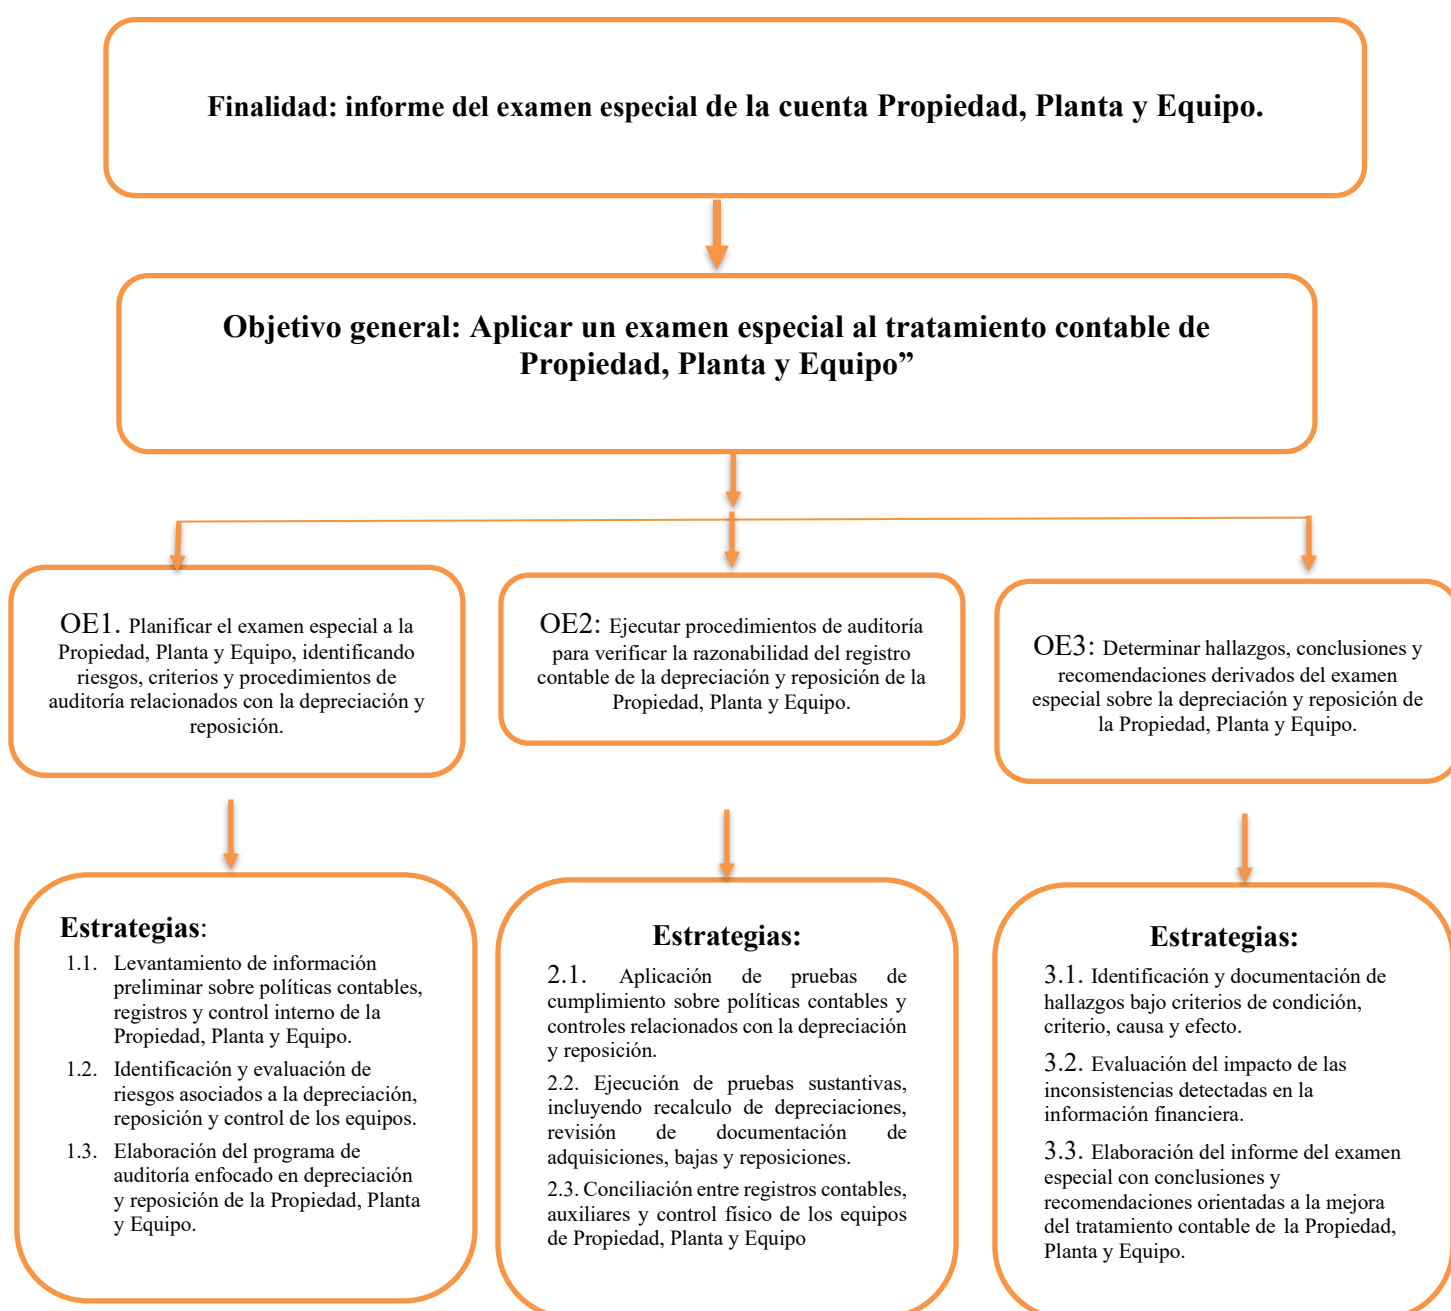 Finalidad: informe del examen especial de la cuenta Propiedad, Planta y Equipo.
Objetivo general: Aplicar un examen especial al tratamiento contable de
Propiedad, Planta y Equipo”
OE1. Planificar el examen especial a la
Propiedad, Planta y Equipo, identificando
riesgos, criterios y procedimientos de
auditoría relacionados con la depreciación y
reposición.
OE2: Ejecutar procedimientos de auditoría
para verificar la razonabilidad del registro
contable de la depreciación y reposición de la
Propiedad, Planta y Equipo.
OE3: Determinar hallazgos, conclusiones y
recomendaciones derivados del examen
especial sobre la depreciación y reposición de
la Propiedad, Planta y Equipo.
Estrategias:
1.1. Levantamiento de información
preliminar sobre políticas contables,
registros y control interno de la
Propiedad, Planta y Equipo.
1.2. Identificación y evaluación de
riesgos asociados a la depreciación,
reposición y control de los equipos.
1.3. Elaboración del programa de
auditoría enfocado en depreciación
y reposición de la Propiedad, Planta
y Equipo.
Estrategias:
2.1. Aplicación de pruebas de
cumplimiento sobre políticas contables y
controles relacionados con la depreciación
y reposición.
2.2. Ejecución de pruebas sustantivas,
incluyendo recalculo de depreciaciones,
revisión de documentación de
adquisiciones, bajas y reposiciones.
2.3. Conciliación entre registros contables,
auxiliares y control físico de los equipos
de Propiedad, Planta y Equipo
Estrategias:
3.1. Identificación y documentación de
hallazgos bajo criterios de condición,
criterio, causa y efecto.
3.2. Evaluación del impacto de las
inconsistencias detectadas en la
información financiera.
3.3. Elaboración del informe del examen
especial con conclusiones y
recomendaciones orientadas a la mejora
del tratamiento contable de la Propiedad,
Planta y Equipo.